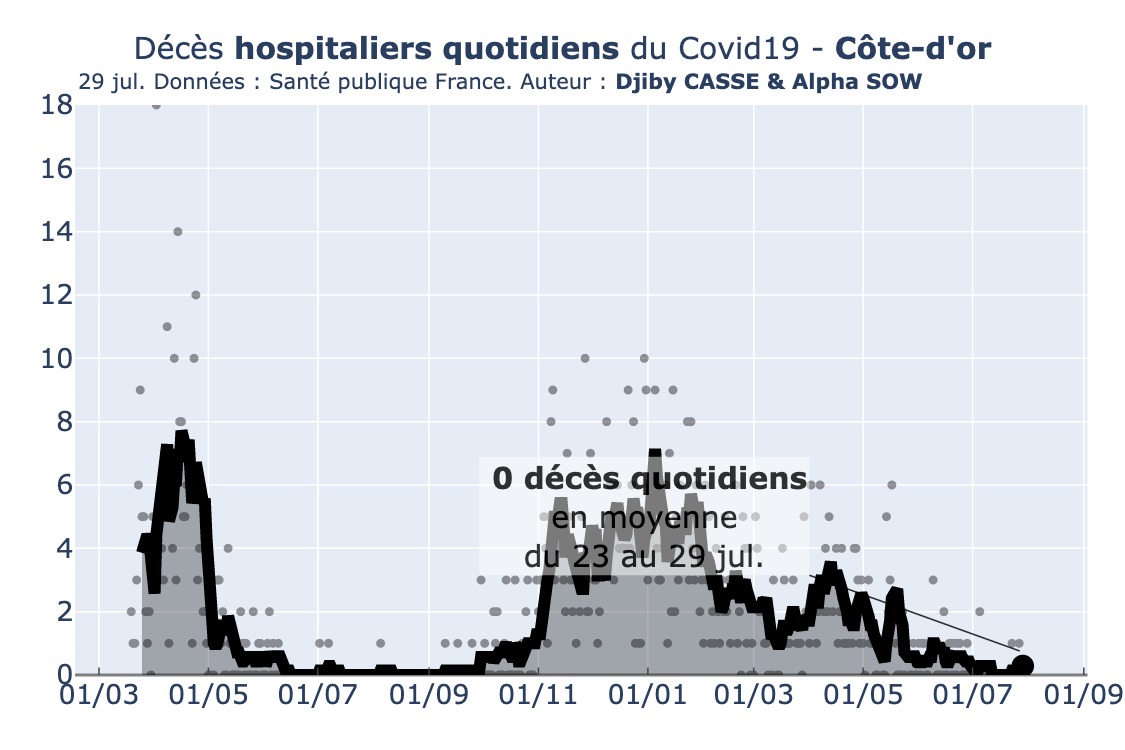 Décès hospitaliers quotidiens du Covid19 - Côte-d'or
29 jul. Données : Santé publique France. Auteur : Djiby CASSE & Alpha SOW
18
16
14
12
10
8
6
4
2
0
0 décès quotidiens
en moyenne
du 23 au 29 jul.
01/03 01/05 01/07 01/09 01/11 01/01 01/03 01/05 01/07 01/09